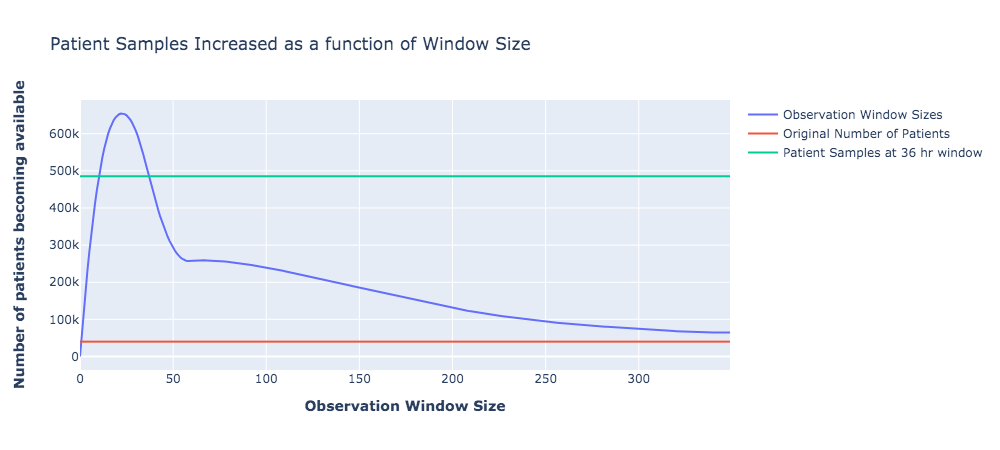 Patient Samples Increased as a function of Window Size
Number of patients becoming available
600k
500k
400k
300k
200k
100k
0
0 50 100 150 200 250 300
Observation Window Size
Observation Window Sizes
Original Number of Patients
Patient Samples at 36 hr window